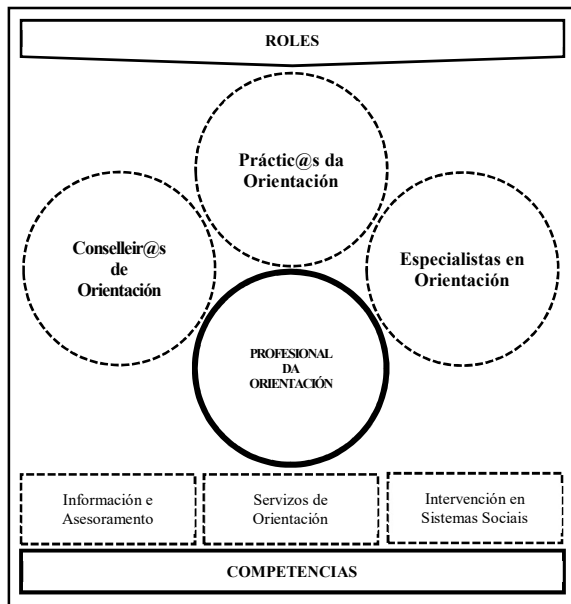 ROLES
Práctic@s da
Orientación
Conselleir@s
de
Orientación
Especialistas en
Orientación
PROFESIONAL
DA
ORIENTACIÓN
Información e
Asesoramento
Servizos de
Orientación
Intervención en
Sistemas Sociais
COMPETENCIAS